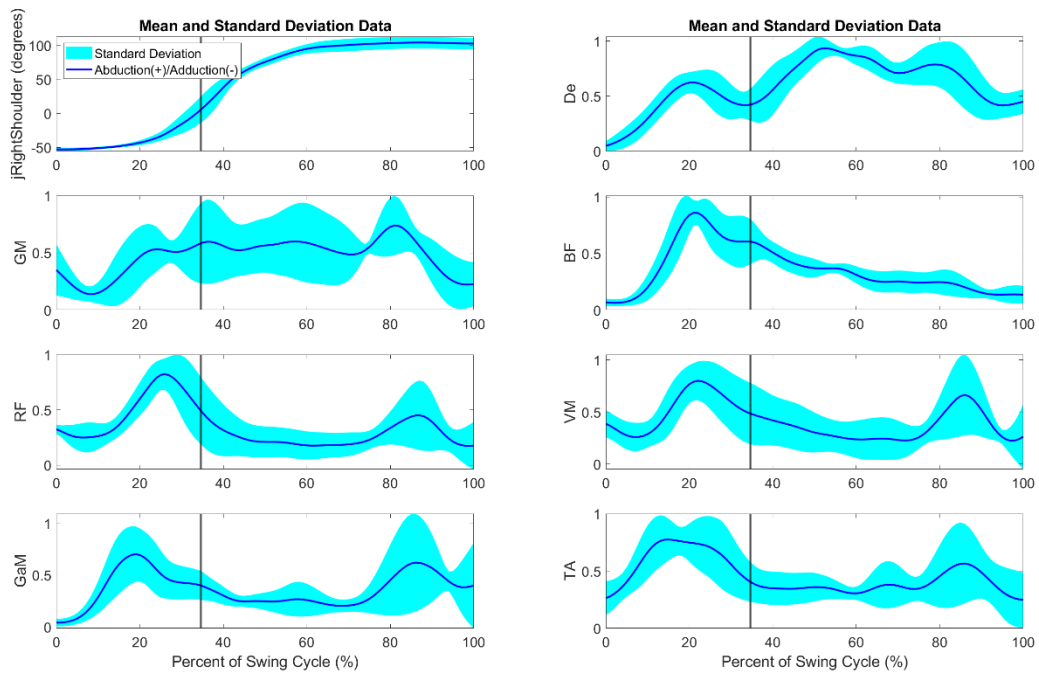 Mean and Standard Deviation Data
jRightShoulder (degrees)
100
50
0
-50
Standard Deviation
Abduction(+)/Adduction(-)
0 20 40 60 80 100
Mean and Standard Deviation Data
De
1
0.5
0
0 20 40 60 80 100
GM
1
0.5
0
0 20 40 60 80 100
BF
1
0.5
0
0 20 40 60 80 100
RF
1
0.5
0
0 20 40 60 80 100
VM
1
0.5
0
0 20 40 60 80 100
GaM
1
0.5
0
0 20 40 60 80 100
Percent of Swing Cycle (%)
TA
1
0.5
0
0 20 40 60 80 100
Percent of Swing Cycle (%)